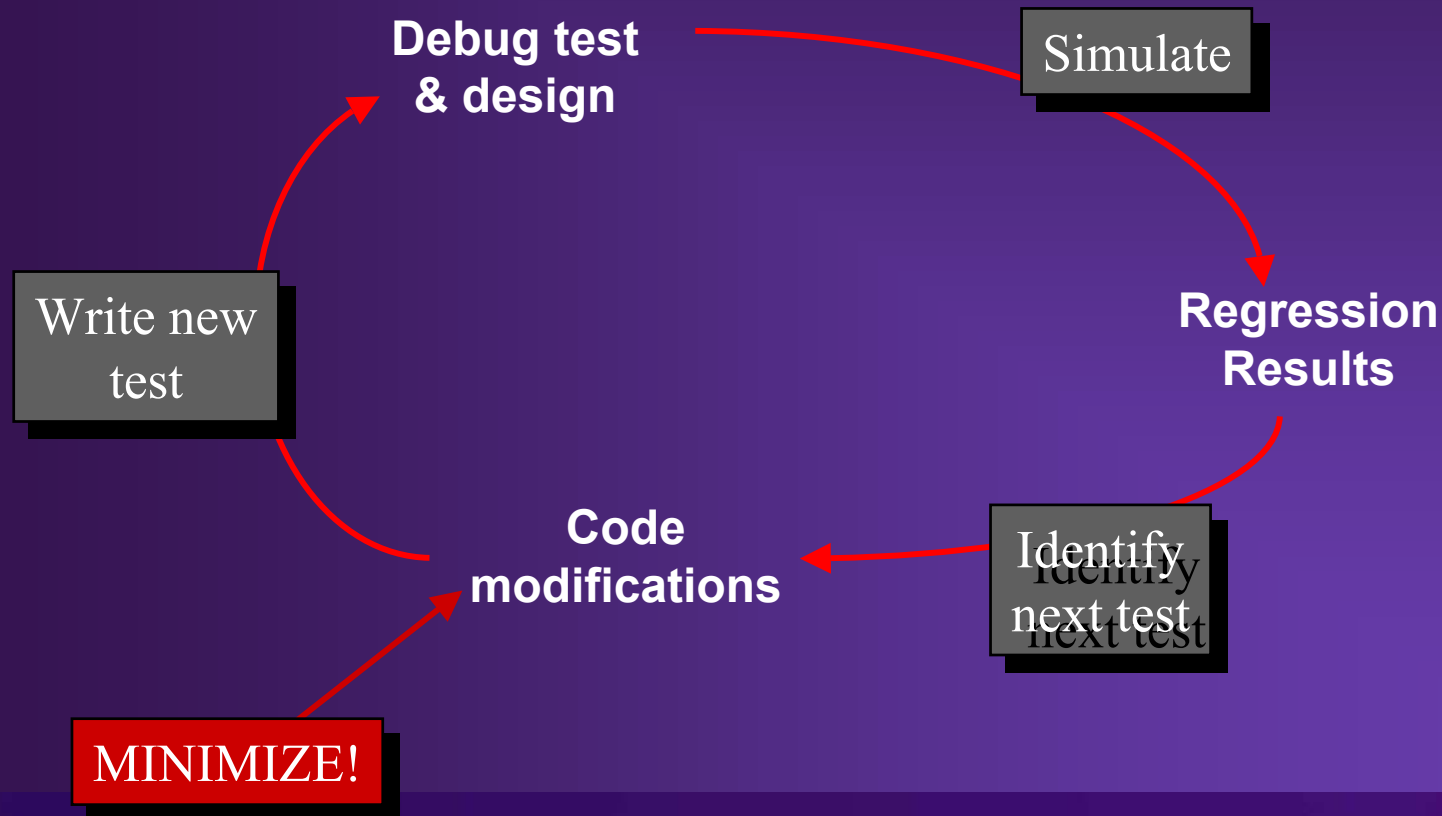 Debug test
& design
Simulate
Write new
test
Regression
Results
Code
modifications
Identify
next test
MINIMIZE!